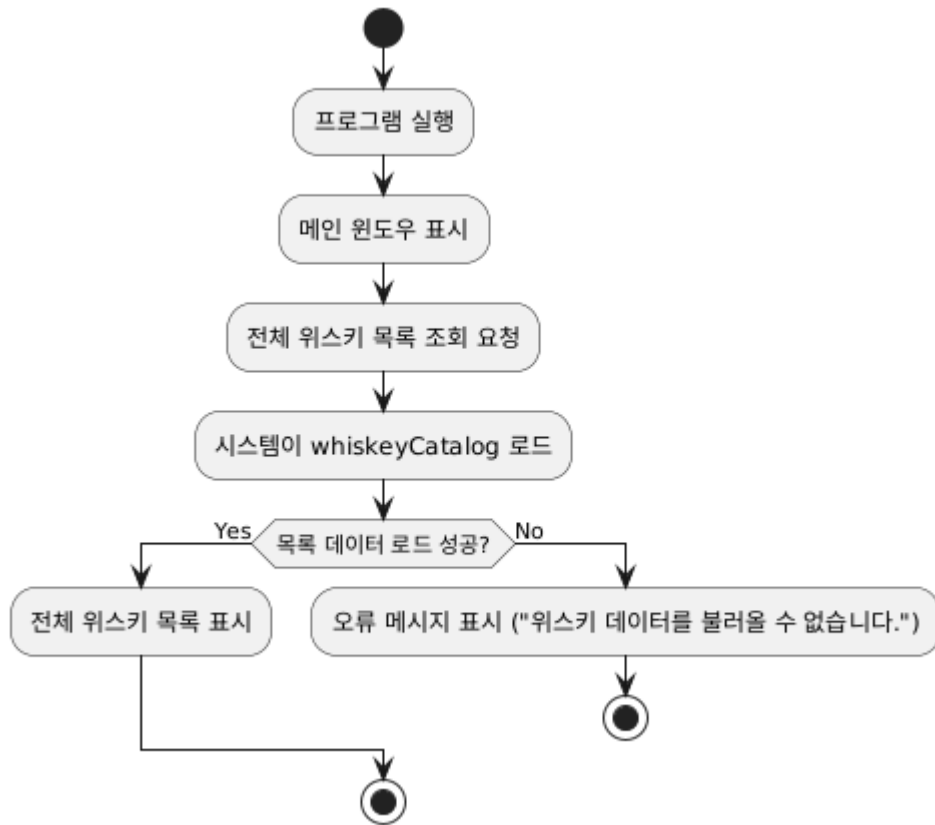 프로그램 실행
메인 윈도우 표시
전체 위스키 목록 조회 요청
시스템이 whiskeyCatalog 로드
Yes
목록 데이터 로드 성공?
No
전체 위스키 목록 표시
오류 메시지 표시 ("위스키 데이터를 불러올 수 없습니다.")